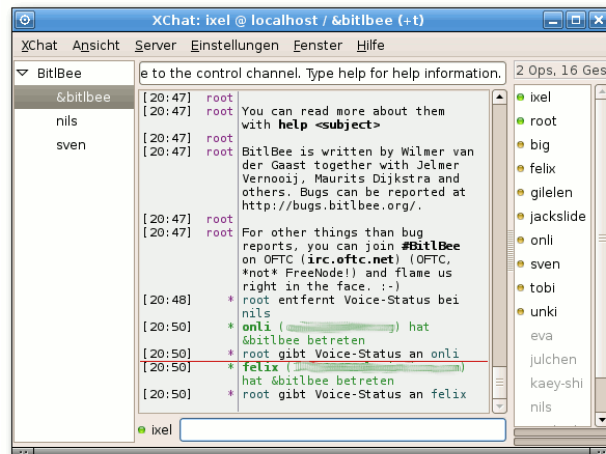 XChat: ixel @ localhost / &bitlbee (+t)
XChat Ansicht Server Einstellungen Fenster Hilfe
BitlBee
&bitlbee
nils
sven
e to the control channel. Type help for help information.
[20:47] root
[20:47] root You can read more about them
with help <subject>
[20:47] root
[20:47] root BitlBee is written by Wilmer van
der Gaast together with Jelmer
Vernooij, Maurits Dijkstra and
others. Bugs can be reported at
http://bugs.bitlbee.org/.
[20:47] root
[20:47] root For other things than bug
reports, you can join #BitlBee
on OFTC (irc.oftc.net) (OFTC,
*not* FreeNode!) and flame us
right in the face. :-)
[20:48] * root entfernt Voice-Status bei
nils
[20:50] * onli ( ) hat
&bitlbee betreten
[20:50] * root gibt Voice-Status an onli
[20:50] * felix ( )
hat &bitlbee betreten
[20:50] * root gibt Voice-Status an felix
ixel
2 Ops, 16 Ges
ixel
root
big
felix
gilelen
jackslide
onli
sven
tobi
unki
eva
julchen
kaey-shi
nils